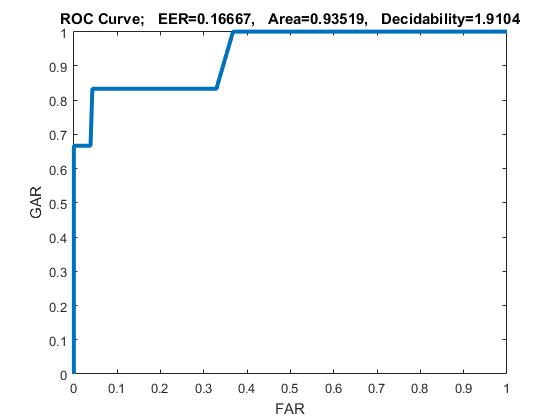 ROC Curve;   EER=0.16667,   Area=0.93519,   Decidability=1.9104
1
0.9
0.8
0.7
0.6
0.5
0.4
0.3
0.2
0.1
0
GAR
0 0.1 0.2 0.3 0.4 0.5 0.6 0.7 0.8 0.9 1
FAR